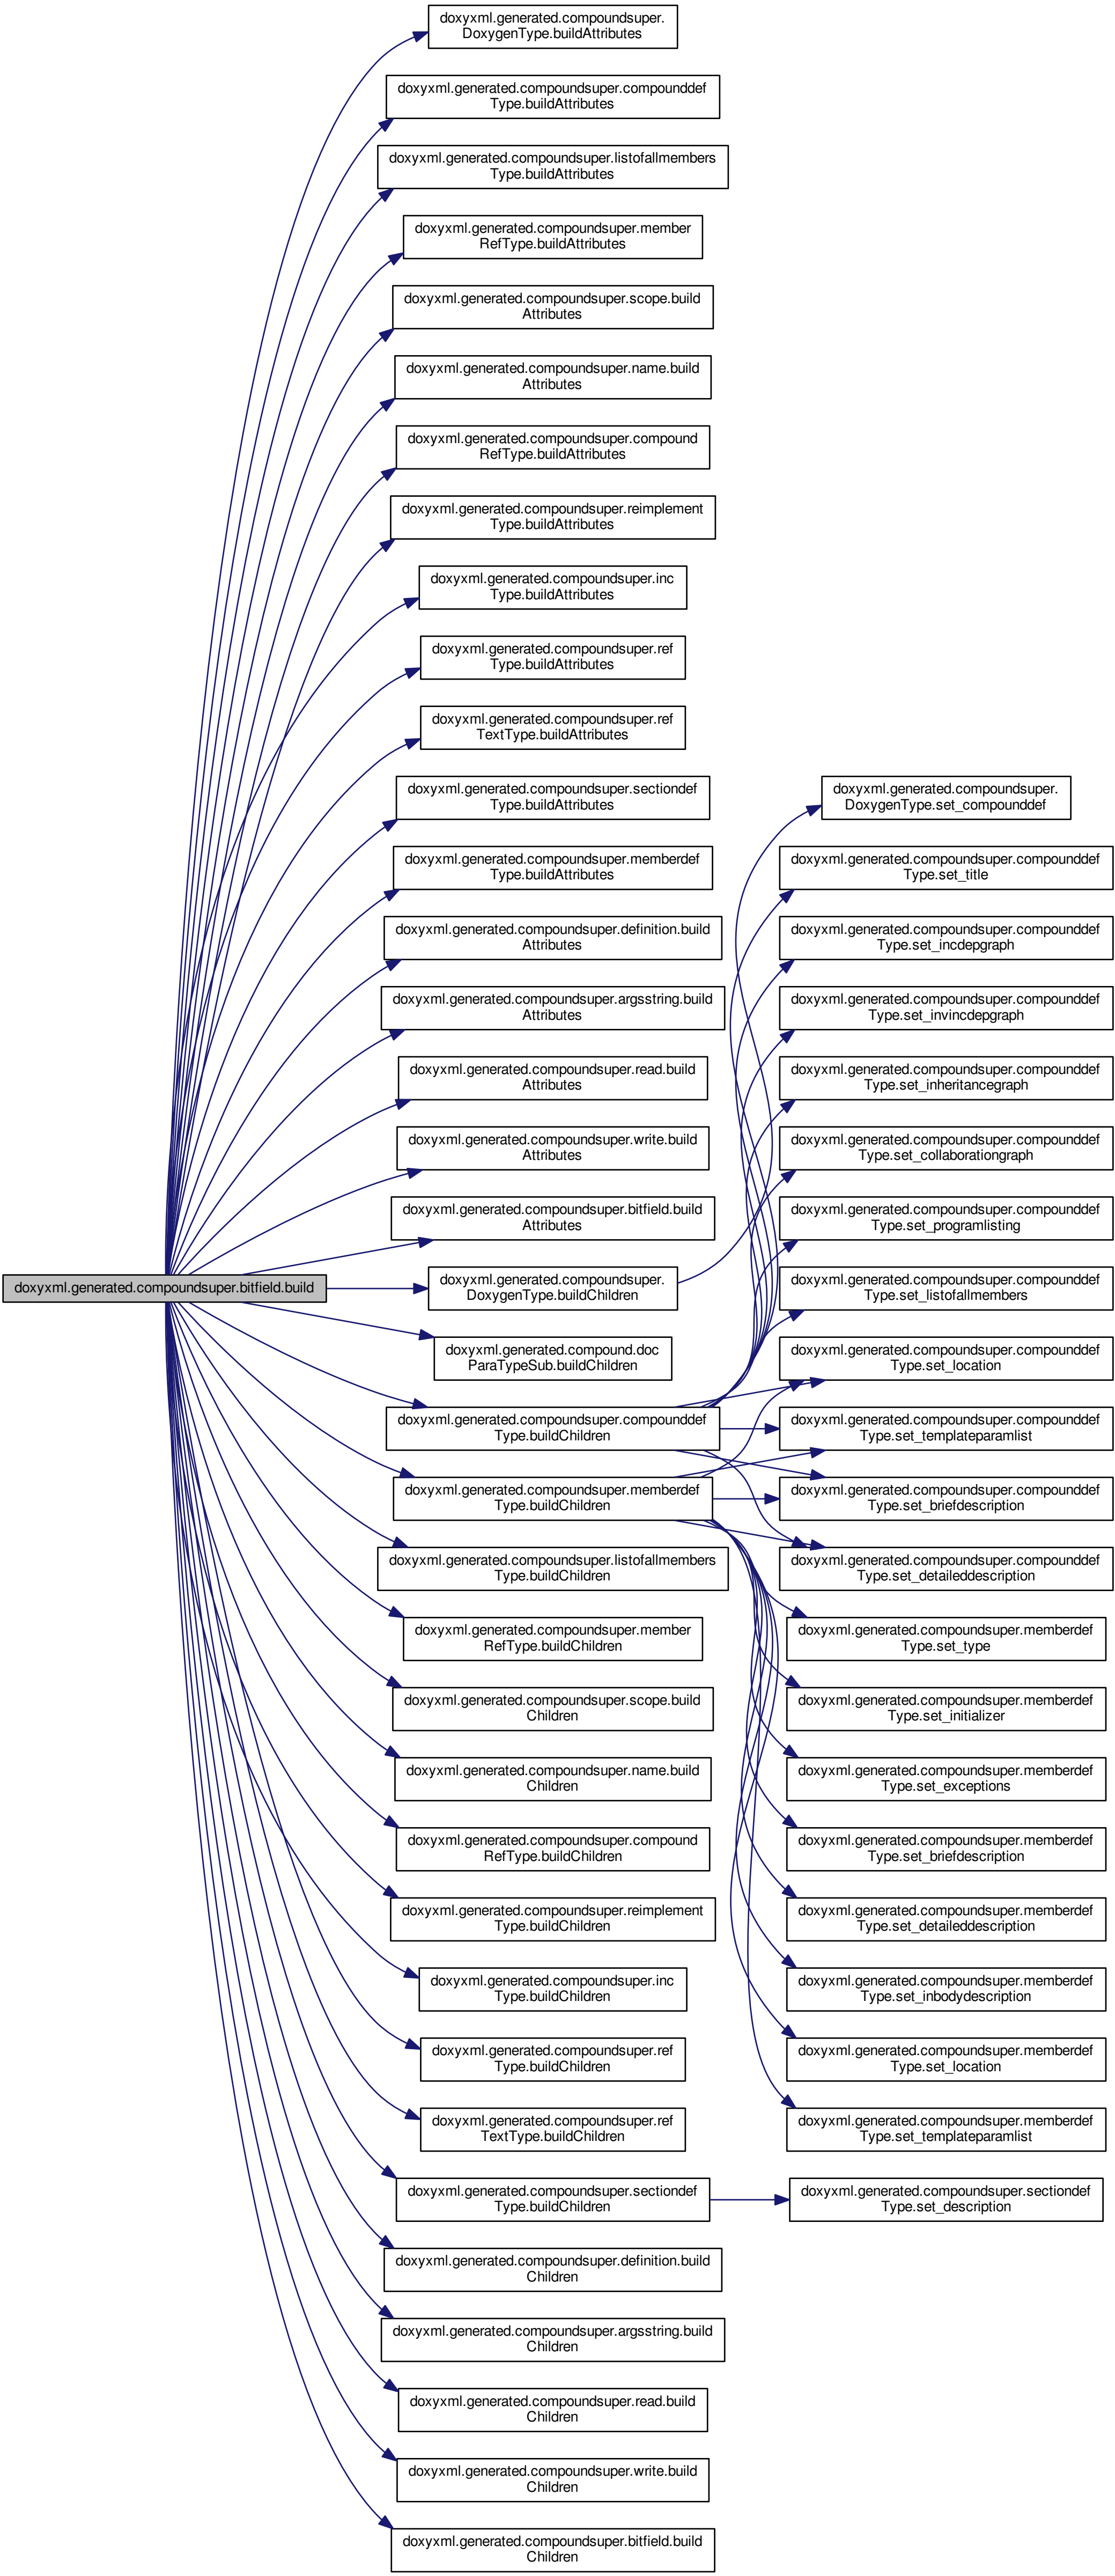 doxyxml.generated.compoundsuper.bitfield.build
doxyxml.generated.compoundsuper.
DoxygenType.buildAttributes
doxyxml.generated.compoundsuper.compounddef
Type.buildAttributes
doxyxml.generated.compoundsuper.listofallmembers
Type.buildAttributes
doxyxml.generated.compoundsuper.member
RefType.buildAttributes
doxyxml.generated.compoundsuper.scope.build
Attributes
doxyxml.generated.compoundsuper.name.build
Attributes
doxyxml.generated.compoundsuper.compound
RefType.buildAttributes
doxyxml.generated.compoundsuper.reimplement
Type.buildAttributes
doxyxml.generated.compoundsuper.inc
Type.buildAttributes
doxyxml.generated.compoundsuper.ref
Type.buildAttributes
doxyxml.generated.compoundsuper.ref
TextType.buildAttributes
doxyxml.generated.compoundsuper.sectiondef
Type.buildAttributes
doxyxml.generated.compoundsuper.memberdef
Type.buildAttributes
doxyxml.generated.compoundsuper.definition.build
Attributes
doxyxml.generated.compoundsuper.argsstring.build
Attributes
doxyxml.generated.compoundsuper.read.build
Attributes
doxyxml.generated.compoundsuper.write.build
Attributes
doxyxml.generated.compoundsuper.bitfield.build
Attributes
doxyxml.generated.compoundsuper.
DoxygenType.buildChildren
doxyxml.generated.compound.doc
ParaTypeSub.buildChildren
doxyxml.generated.compoundsuper.compounddef
Type.buildChildren
doxyxml.generated.compoundsuper.memberdef
Type.buildChildren
doxyxml.generated.compoundsuper.listofallmembers
Type.buildChildren
doxyxml.generated.compoundsuper.member
RefType.buildChildren
doxyxml.generated.compoundsuper.scope.build
Children
doxyxml.generated.compoundsuper.name.build
Children
doxyxml.generated.compoundsuper.compound
RefType.buildChildren
doxyxml.generated.compoundsuper.reimplement
Type.buildChildren
doxyxml.generated.compoundsuper.inc
Type.buildChildren
doxyxml.generated.compoundsuper.ref
Type.buildChildren
doxyxml.generated.compoundsuper.ref
TextType.buildChildren
doxyxml.generated.compoundsuper.sectiondef
Type.buildChildren
doxyxml.generated.compoundsuper.definition.build
Children
doxyxml.generated.compoundsuper.argsstring.build
Children
doxyxml.generated.compoundsuper.read.build
Children
doxyxml.generated.compoundsuper.write.build
Children
doxyxml.generated.compoundsuper.bitfield.build
Children
doxyxml.generated.compoundsuper.
DoxygenType.set_compounddef
doxyxml.generated.compoundsuper.compounddef
Type.set_title
doxyxml.generated.compoundsuper.compounddef
Type.set_incdepgraph
doxyxml.generated.compoundsuper.compounddef
Type.set_invincdepgraph
doxyxml.generated.compoundsuper.compounddef
Type.set_inheritancegraph
doxyxml.generated.compoundsuper.compounddef
Type.set_collaborationgraph
doxyxml.generated.compoundsuper.compounddef
Type.set_programlisting
doxyxml.generated.compoundsuper.compounddef
Type.set_listofallmembers
doxyxml.generated.compoundsuper.compounddef
Type.set_location
doxyxml.generated.compoundsuper.compounddef
Type.set_templateparamlist
doxyxml.generated.compoundsuper.compounddef
Type.set_briefdescription
doxyxml.generated.compoundsuper.compounddef
Type.set_detaileddescription
doxyxml.generated.compoundsuper.memberdef
Type.set_type
doxyxml.generated.compoundsuper.memberdef
Type.set_initializer
doxyxml.generated.compoundsuper.memberdef
Type.set_exceptions
doxyxml.generated.compoundsuper.memberdef
Type.set_briefdescription
doxyxml.generated.compoundsuper.memberdef
Type.set_detaileddescription
doxyxml.generated.compoundsuper.memberdef
Type.set_inbodydescription
doxyxml.generated.compoundsuper.memberdef
Type.set_location
doxyxml.generated.compoundsuper.memberdef
Type.set_templateparamlist
doxyxml.generated.compoundsuper.sectiondef
Type.set_description